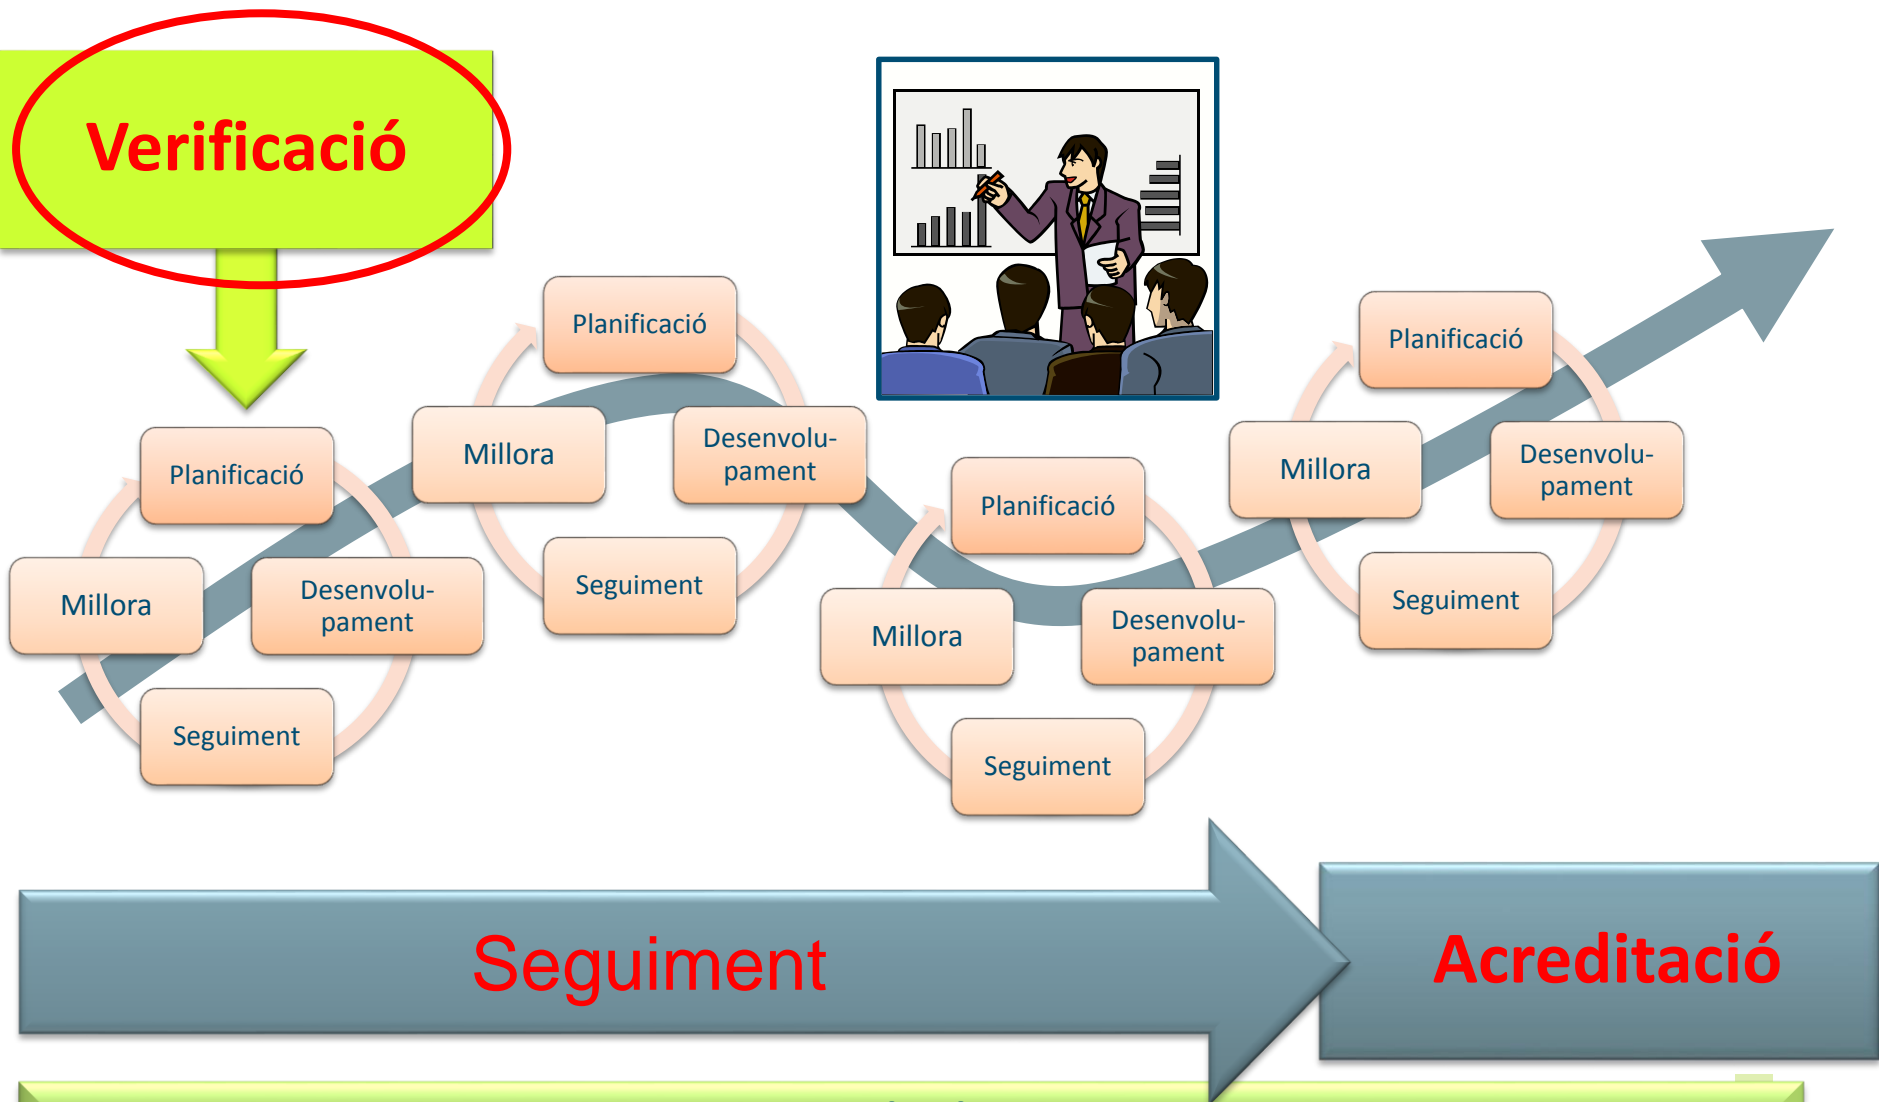 Verificació
Planificació
Millora
Desenvolu-
pament
Seguiment
Planificació
Millora
Desenvolu-
pament
Seguiment
Planificació
Millora
Desenvolu-
pament
Seguiment
Planificació
Millora
Desenvolu-
pament
Seguiment
Seguiment
Acreditació